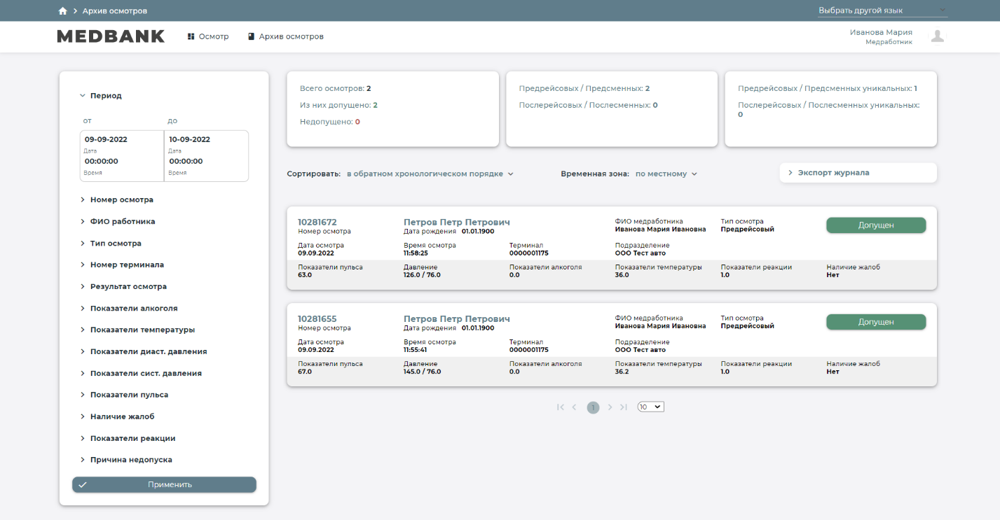 Архив осмотров
Выбрать другой язык
MEDBANK
Осмотр
Архив осмотров
Иванова Мария
Медработник
Период
от до
09-09-2022 10-09-2022
Дата Дата
00:00:00 00:00:00
Время Время
Номер осмотра
ФИО работника
Тип осмотра
Номер терминала
Результат осмотра
Показатели алкоголя
Показатели температуры
Показатели диаст. давления
Показатели сист. давления
Показатели пульса
Наличие жалоб
Показатели реакции
Причина недопуска
Применить
Всего осмотров: 2
Из них допущено: 2
Недопущено: 0
Предрейсовых / Предсменных: 2
Послерейсовых / Послесменных: 0
Предрейсовых / Предсменных уникальных: 1
Послерейсовых / Послесменных уникальных:
0
Сортировать: в обратном хронологическом порядке
Временная зона: по местному
Экспорт журнала
10281672 Петров Петр Петрович ФИО медработника Тип осмотра Допущен
Номер осмотра Дата рождения 01.01.1900 Иванова Мария Ивановна Предрейсовый
Дата осмотра Время осмотра Терминал Подразделение
09.09.2022 11:58:25 0000001175 ООО Тест авто
Показатели пульса Давление Показатели алкоголя Показатели температуры Показатели реакции Наличие жалоб
63.0 126.0 / 76.0 0.0 36.0 1.0 Нет
10281655 Петров Петр Петрович ФИО медработника Тип осмотра Допущен
Номер осмотра Дата рождения 01.01.1900 Иванова Мария Ивановна Предрейсовый
Дата осмотра Время осмотра Терминал Подразделение
09.09.2022 11:55:41 0000001175 ООО Тест авто
Показатели пульса Давление Показатели алкоголя Показатели температуры Показатели реакции Наличие жалоб
67.0 145.0 / 76.0 0.0 36.2 1.0 Нет
1 10